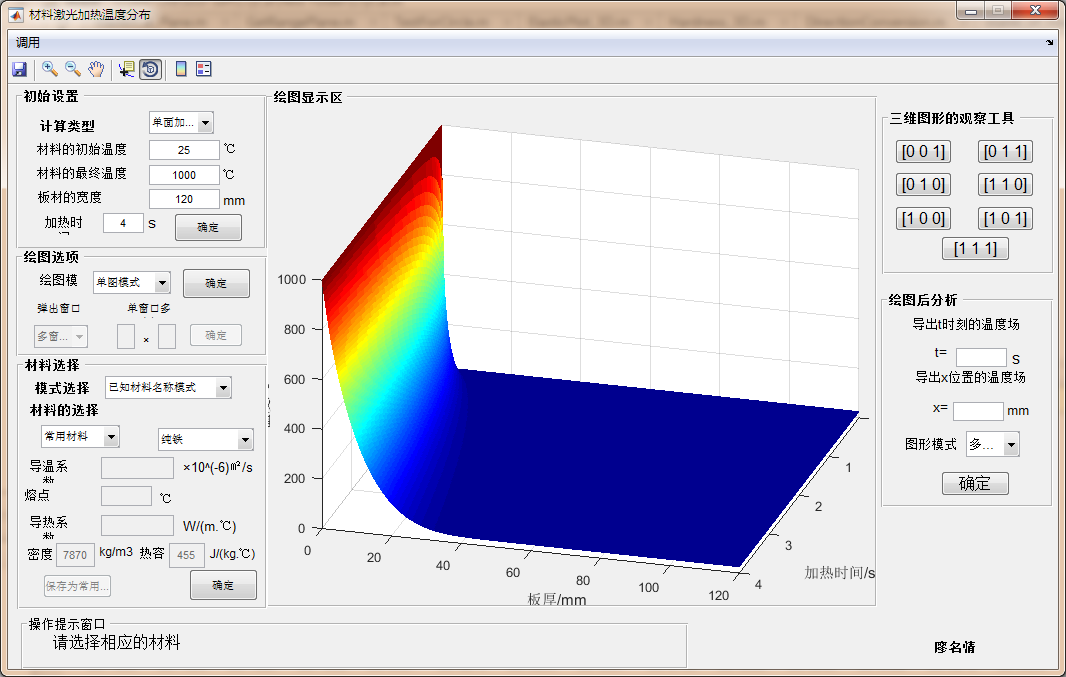 材料激光加热温度分布
调用
初始设置
计算类型 单面加...
材料的初始温度 25 ℃
材料的最终温度 1000 ℃
板材的宽度 120 mm
加热时 4 S 确定
绘图选项
绘图模 单图模式 确定
弹出窗口 单窗口多
多窗... × 确定
材料选择
模式选择 已知材料名称模式
材料的选择
常用材料 纯铁
导温系数 ×10^(-6)㎡/s
熔点 ℃
导热系数 W/(m.℃)
密度 7870 kg/m3 热容 455 J/(kg.℃)
保存为常用... 确定
绘图显示区
1000
800
600
400
200
0
0 20 40 60 80 100 120
板厚/mm
1
2
3
4
加热时间/s
三维图形的观察工具
[0 0 1] [0 1 1]
[0 1 0] [1 1 0]
[1 0 0] [1 0 1]
[1 1 1]
绘图后分析
导出t时刻的温度场
t= S
导出x位置的温度场
x= mm
图形模式 多...
确定
操作提示窗口
请选择相应的材料
廖名情